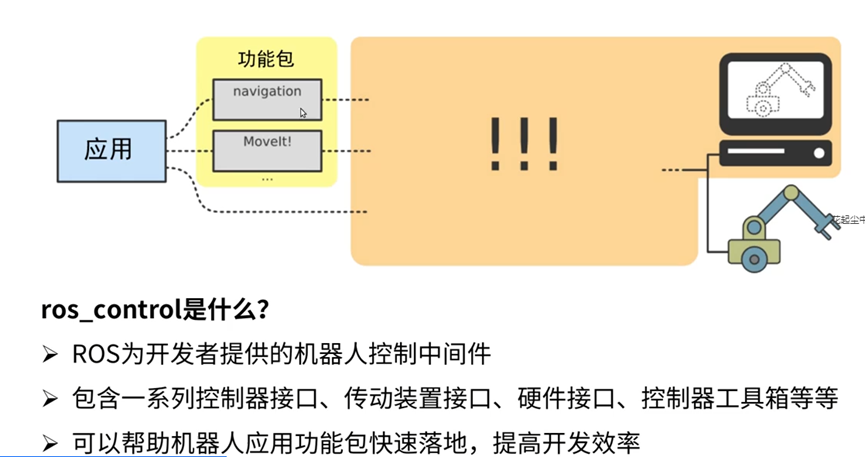 功能包
navigation
应用
MoveIt!
...
!!!
ros_control是什么?
➢ ROS为开发者提供的机器人控制中间件
➢ 包含一系列控制器接口、传动装置接口、硬件接口、控制器工具箱等等
➢ 可以帮助机器人应用功能包快速落地，提高开发效率